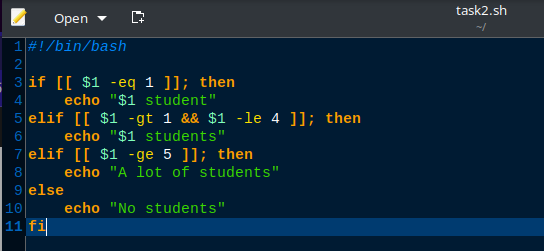 Open task2.sh
~/
1 #!/bin/bash
2
3 if [[ $1 -eq 1 ]]; then
4     echo "$1 student"
5 elif [[ $1 -gt 1 && $1 -le 4 ]]; then
6     echo "$1 students"
7 elif [[ $1 -ge 5 ]]; then
8     echo "A lot of students"
9 else
10     echo "No students"
11 fi